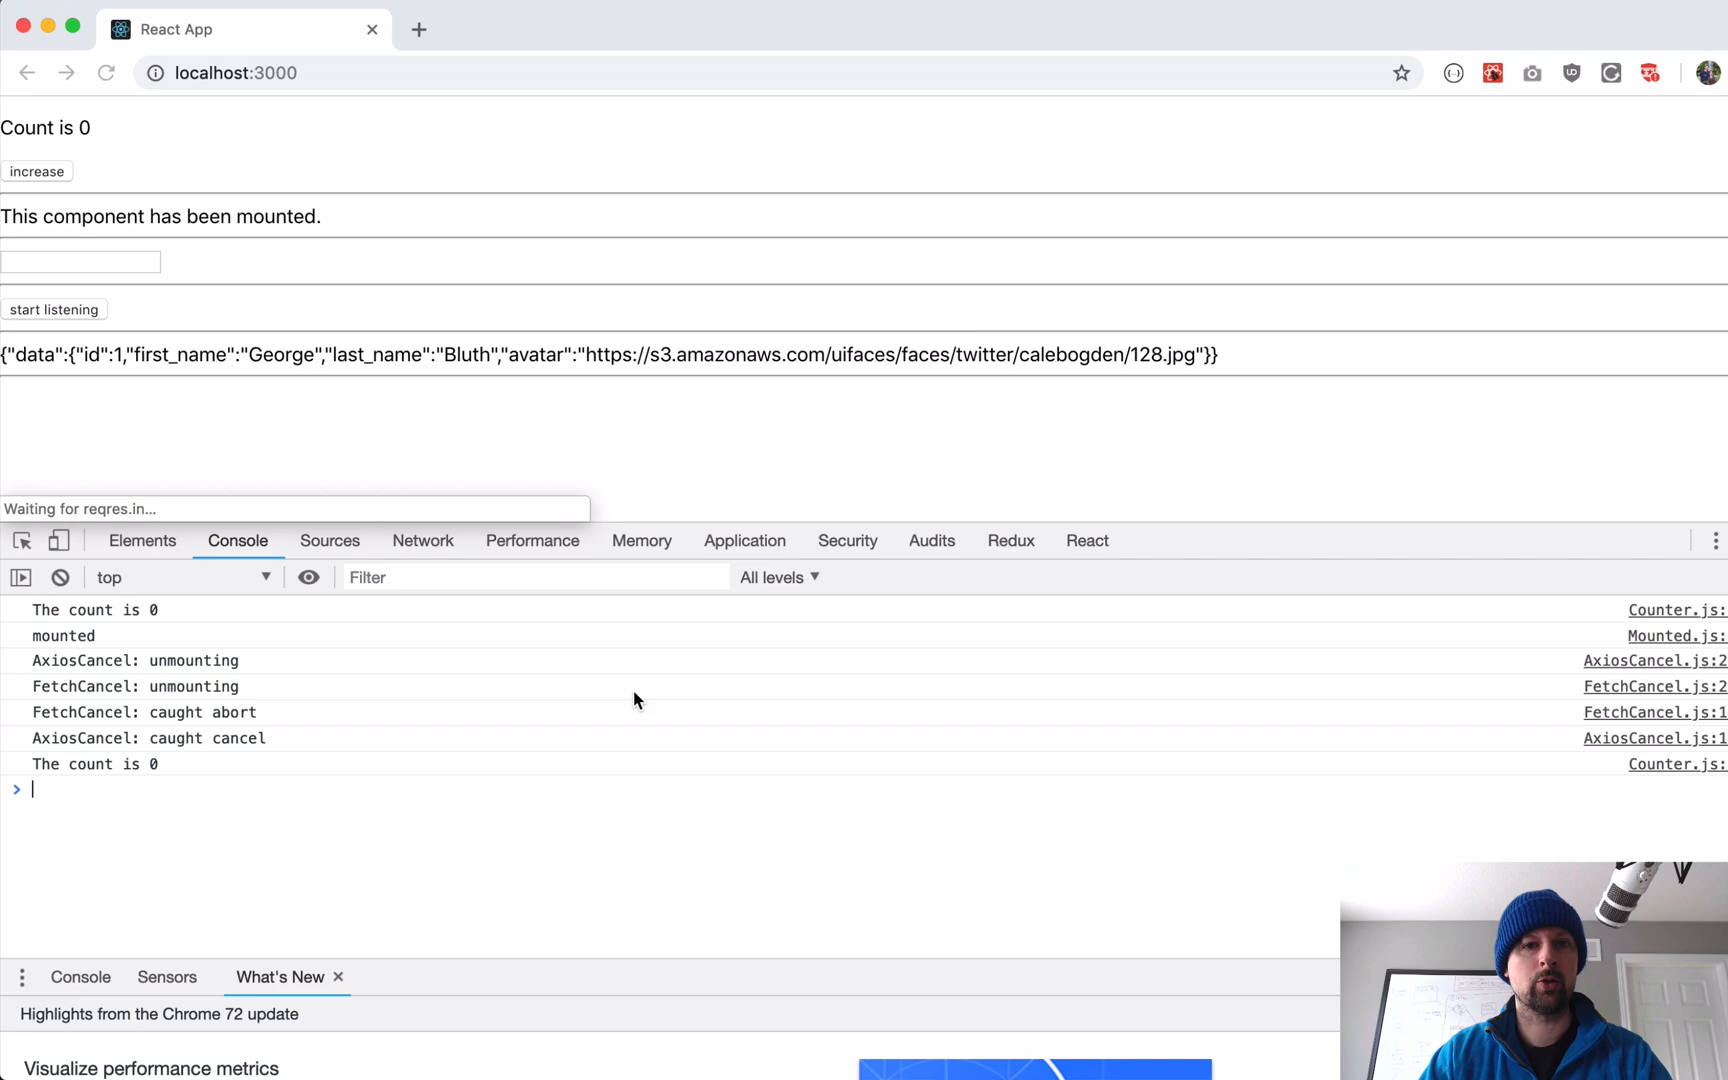 React App
localhost:3000
Count is 0
increase
This component has been mounted.
start listening
{"data":{"id":1,"first_name":"George","last_name":"Bluth","avatar":"https://s3.amazonaws.com/uifaces/faces/twitter/calebogden/128.jpg"}}
Waiting for reqres.in...
Elements Console Sources Network Performance Memory Application Security Audits Redux React
top Filter All levels
The count is 0 Counter.js:
mounted Mounted.js:
AxiosCancel: unmounting AxiosCancel.js:2
FetchCancel: unmounting FetchCancel.js:2
FetchCancel: caught abort FetchCancel.js:1
AxiosCancel: caught cancel AxiosCancel.js:1
The count is 0 Counter.js:
Console Sensors What's New
Highlights from the Chrome 72 update
Visualize performance metrics